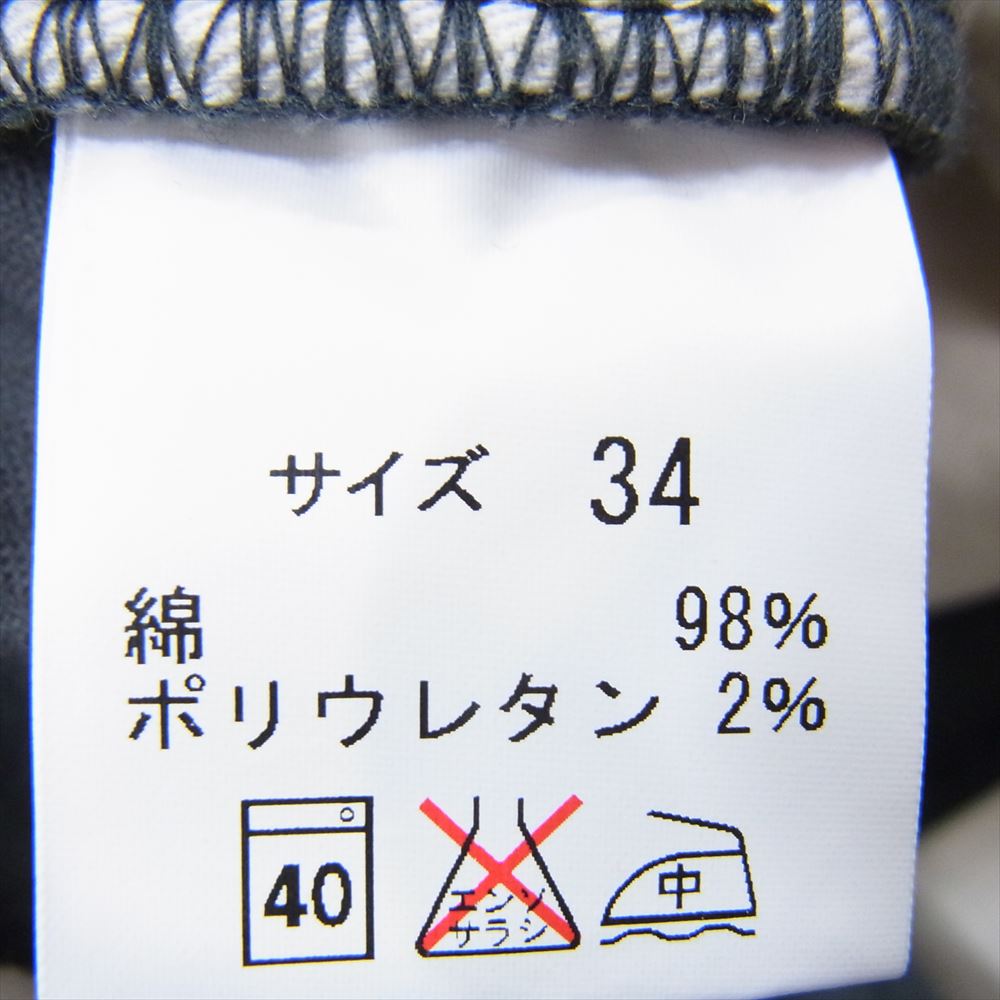 サイズ 34
綿 98%
ポリウレタン 2%
40
エンソ
サラシ
中